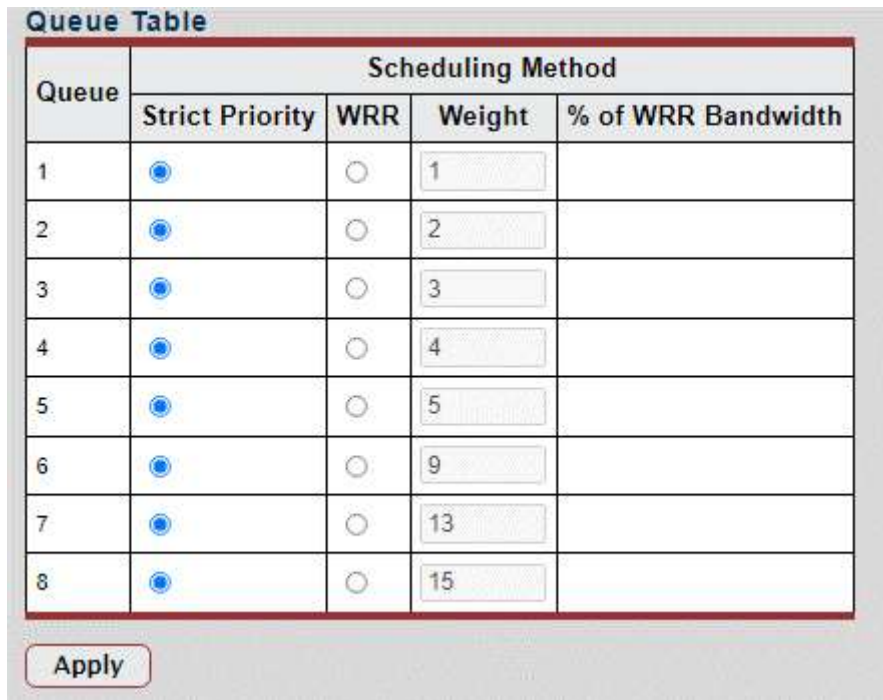 Queue Table
Queue
Scheduling Method
Strict Priority WRR Weight % of WRR Bandwidth
1 1
2 2
3 3
4 4
5 5
6 9
7 13
8 15
Apply